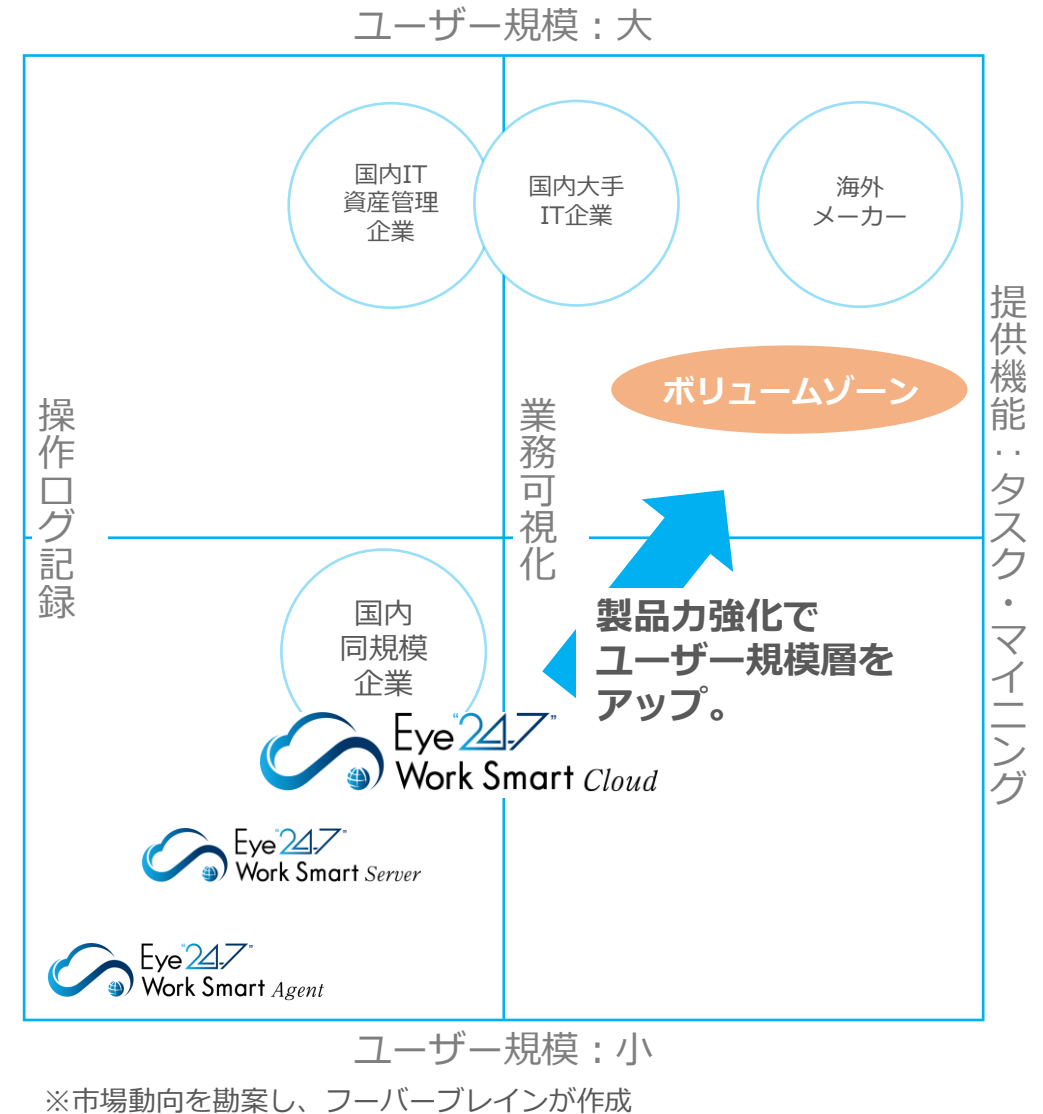 ユーザー規模：大
国内IT
資産管理
企業
国内大手
IT企業
海外
メーカー
ボリュームゾーン
操作ログ記録
業務可視化
提供機能：タスク・マイニング
製品力強化で
ユーザー規模層を
アップ。
国内
同規模
企業
Eye"24-7"
Work Smart Cloud
Eye"24-7"
Work Smart Server
Eye"24-7"
Work Smart Agent
ユーザー規模：小
※市場動向を勘案し、フーバーブレインが作成